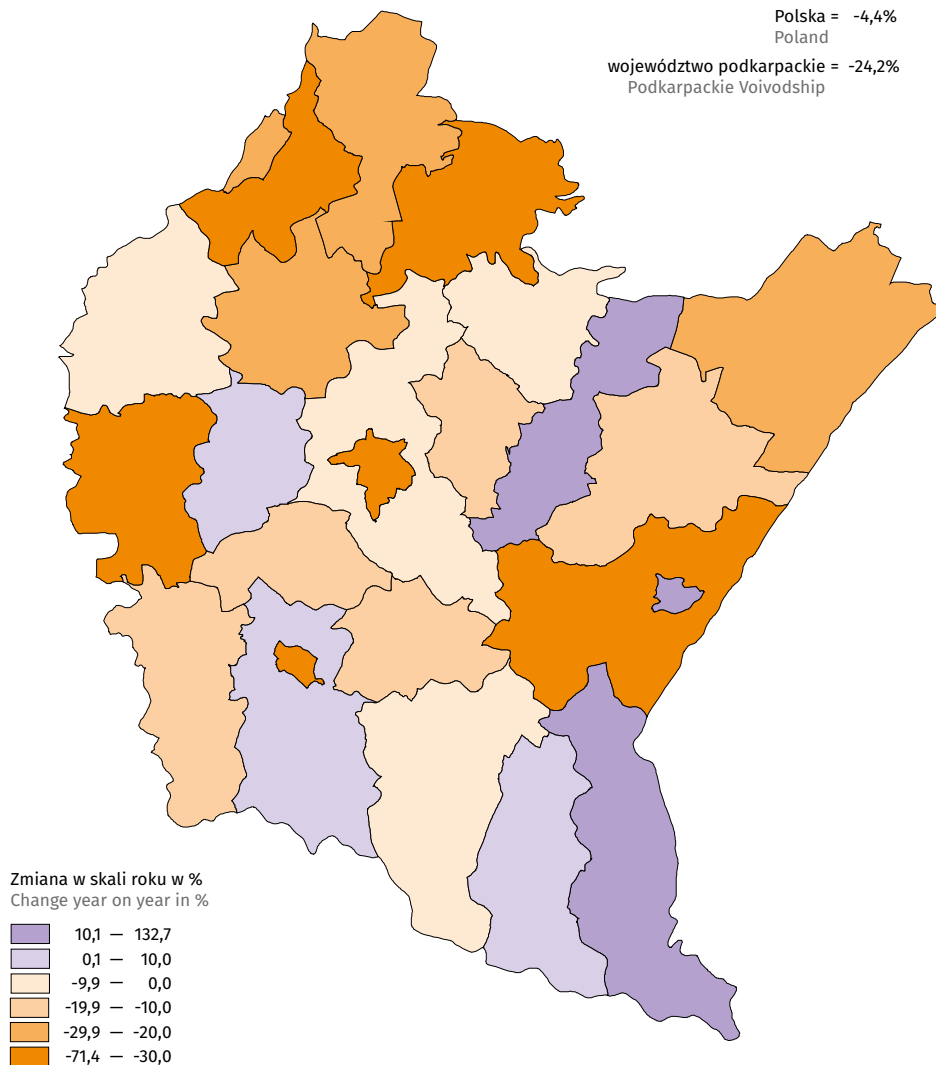 Polska = -4,4%
Poland
województwo podkarpackie = -24,2%
Podkarpackie Voivodship
Zmiana w skali roku w %
Change year on year in %
10,1 — 132,7
0,1 — 10,0
-9,9 — 0,0
-19,9 — -10,0
-29,9 — -20,0
-71,4 — -30,0